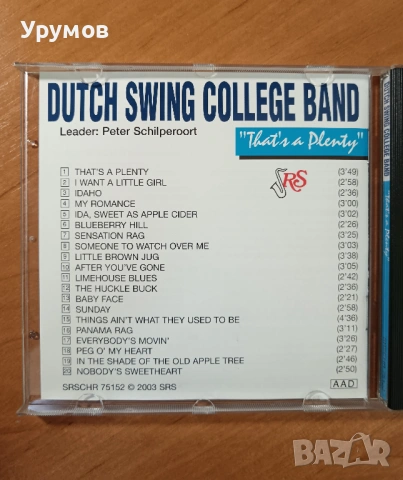 Урумов
DUTCH SWING COLLEGE BAND
Leader: Peter Schilperoort
"That's a Plenty"
SRS
1 THAT'S A PLENTY (3'49)
2 I WANT A LITTLE GIRL (2'58)
3 IDAHO (2'36)
4 MY ROMANCE (3'00)
5 IDA, SWEET AS APPLE CIDER (3'02)
6 BLUEBERRY HILL (2'26)
7 SENSATION RAG (3'25)
8 SOMEONE TO WATCH OVER ME (3'03)
9 LITTLE BROWN JUG (3'38)
10 AFTER YOU'VE GONE (3'05)
11 LIMEHOUSE BLUES (2'42)
12 THE HUCKLE BUCK (2'36)
13 BABY FACE (2'21)
14 SUNDAY (2'58)
15 THINGS AIN'T WHAT THEY USED TO BE (4'36)
16 PANAMA RAG (3'11)
17 EVERYBODY'S MOVIN' (3'26)
18 PEG O' MY HEART (2'27)
19 IN THE SHADE OF THE OLD APPLE TREE (2'46)
20 NOBODY'S SWEETHEART (2'50)
SRSCHR 75152 © 2003 SRS
AAD
DUTCH SWING COLLEGE BAND
"That's a Plenty"
BAZAR